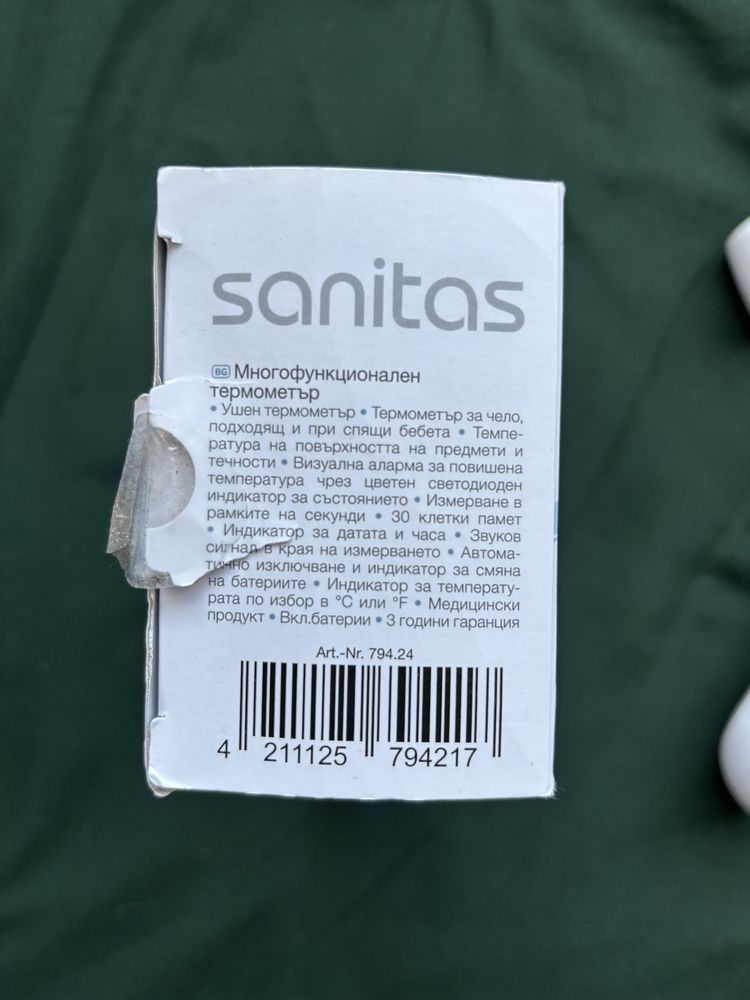 sanitas
BG Многофункционален
термометър
• Ушен термометър • Термометър за чело,
подходящ и при спящи бебета • Темпе-
ратура на повърхността на предмети и
течности • Визуална аларма за повишена
температура чрез цветен светодиоден
индикатор за състоянието • Измерване в
рамките на секунди • 30 клетки памет
• Индикатор за датата и часа • Звуков
сигнал в края на измерването • Автома-
тично изключване и индикатор за смяна
на батериите • Индикатор за температу-
рата по избор в °C или °F • Медицински
продукт • Вкл.батерии • 3 години гаранция
Art.-Nr. 794.24
4 211125 794217